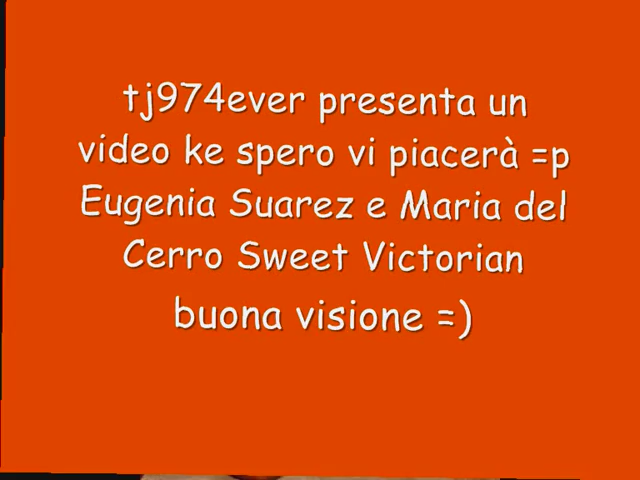 tj974ever presenta un
video ke spero vi piacerà =p
Eugenia Suarez e Maria del
Cerro Sweet Victorian
buona visione =)